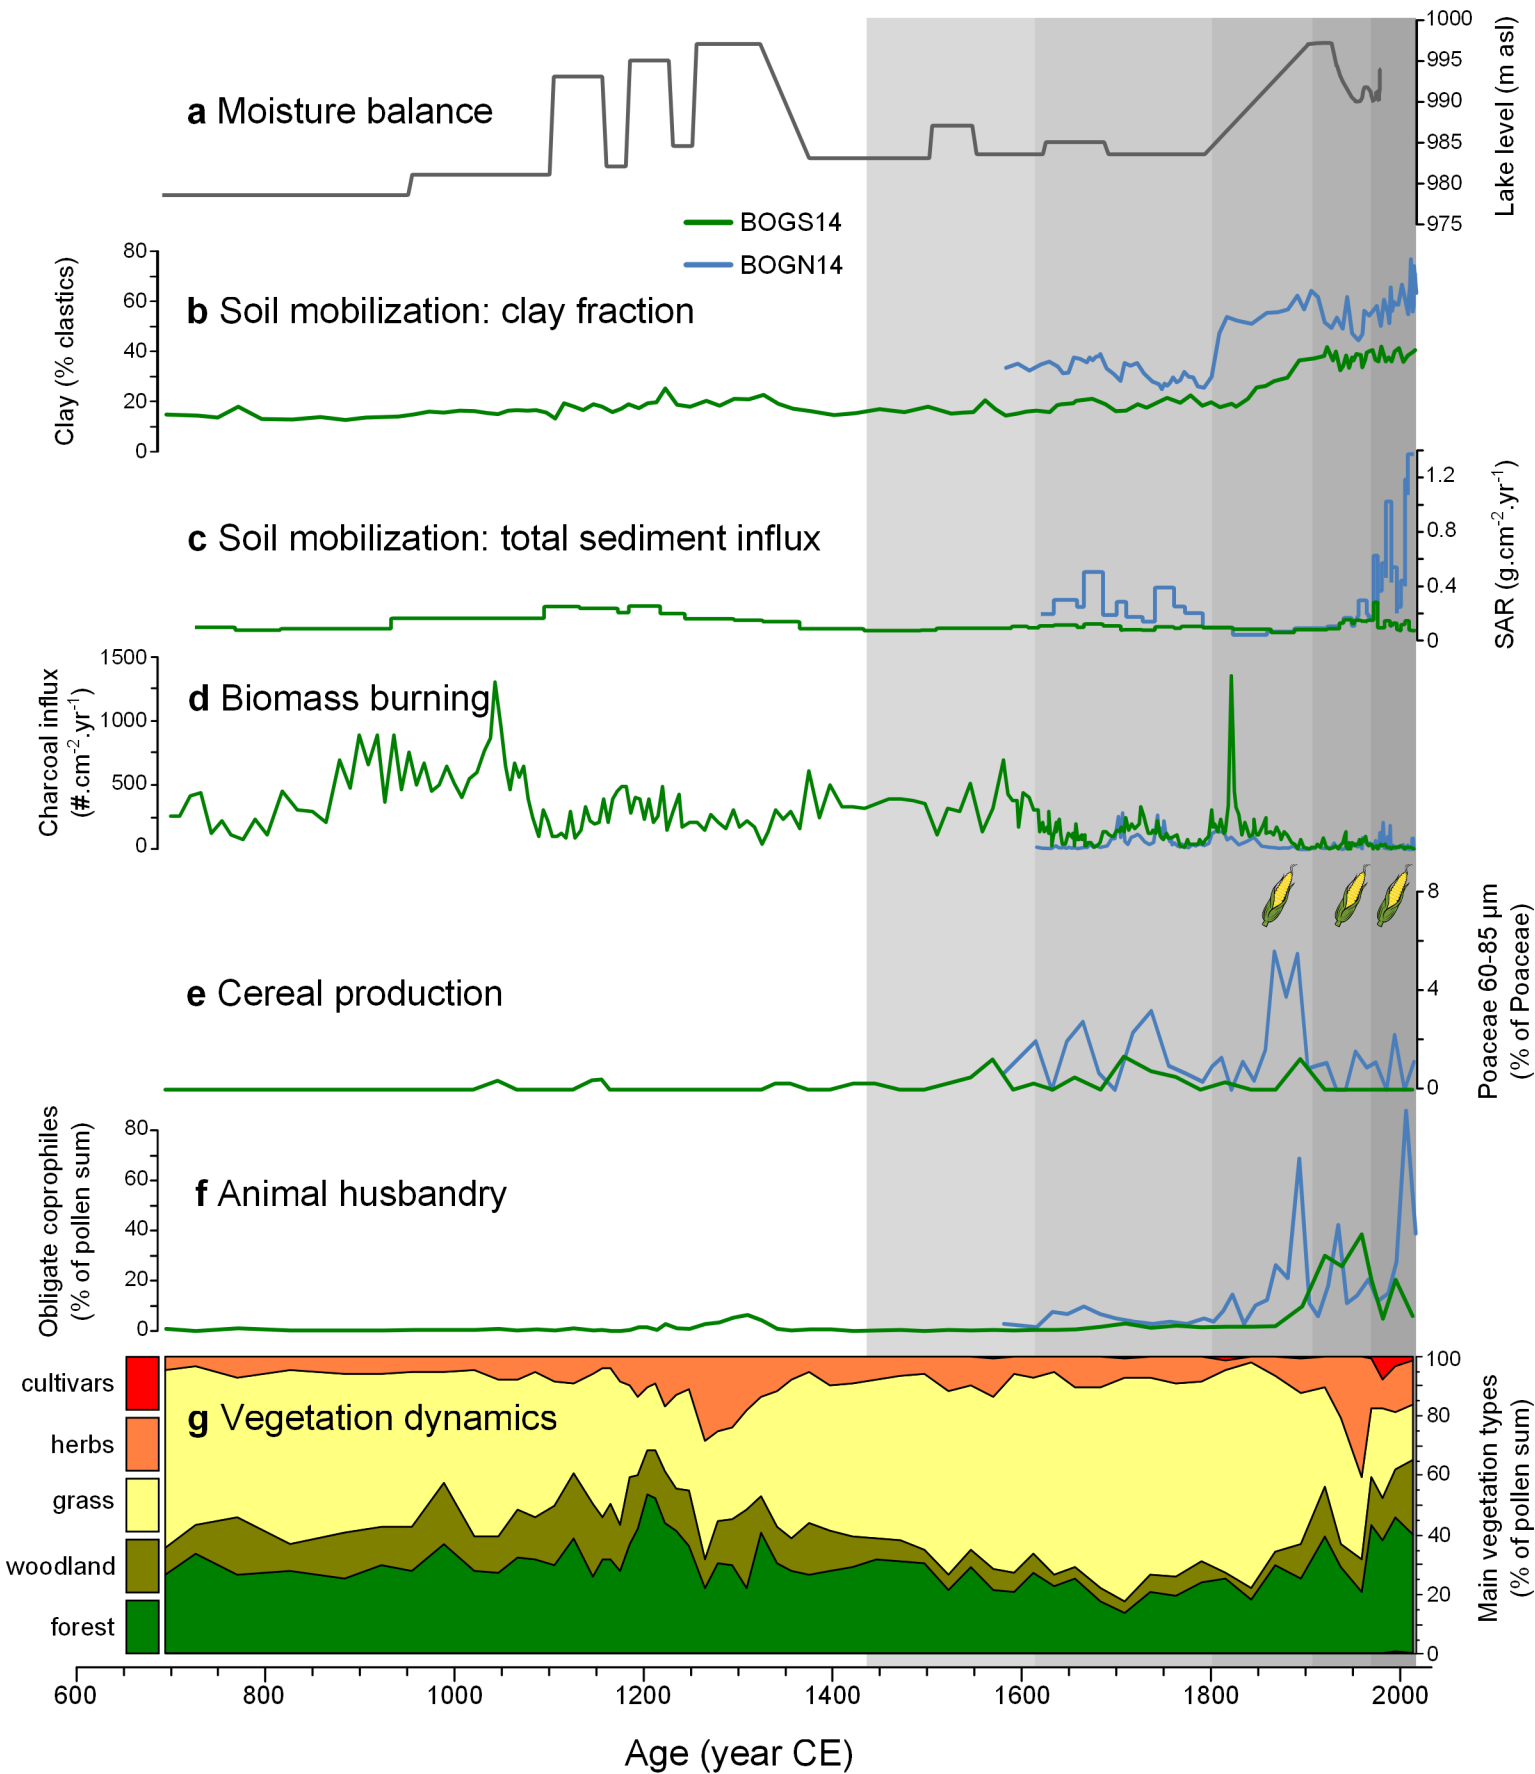 1000
995
990
985
980
975
Lake level (m asl)
a Moisture balance
BOGS14
BOGN14
80
60
40
20
0
Clay (% clastics)
b Soil mobilization: clay fraction
c Soil mobilization: total sediment influx
1.2
0.8
0.4
0
SAR (g.cm-2.yr-1)
1500
1000
500
0
Charcoal influx
(#.cm-2.yr-1)
d Biomass burning
8
4
0
Poaceae 60-85 µm
(% of Poaceae)
e Cereal production
80
60
40
20
0
Obligate coprophiles
(% of pollen sum)
f Animal husbandry
cultivars
herbs
grass
woodland
forest
g Vegetation dynamics
100
80
60
40
20
0
Main vegetation types
(% of pollen sum)
600 800 1000 1200 1400 1600 1800 2000
Age (year CE)